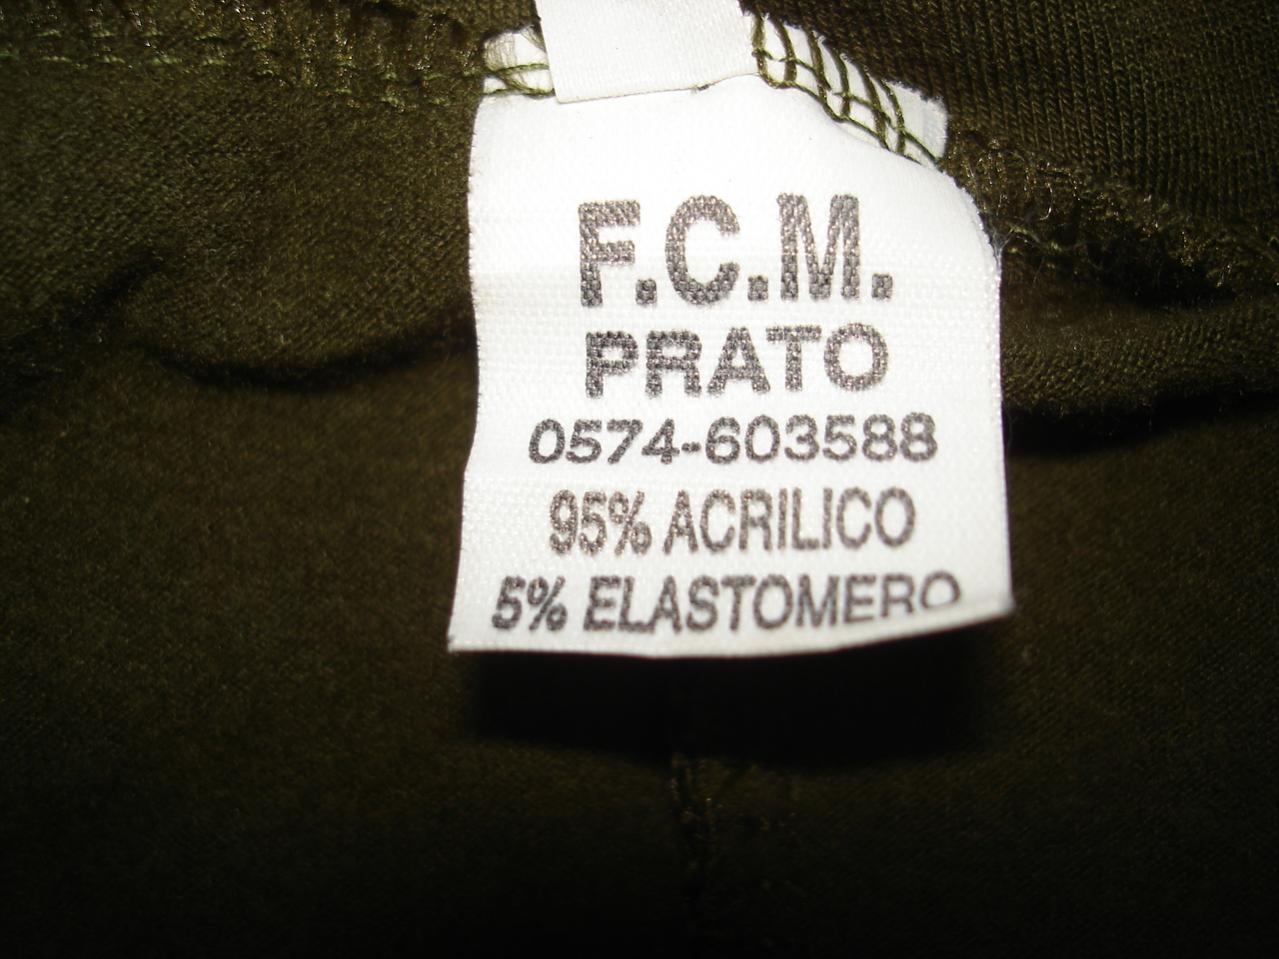 F.C.M.
PRATO
0574-603588
95% ACRILICO
5% ELASTOMERO